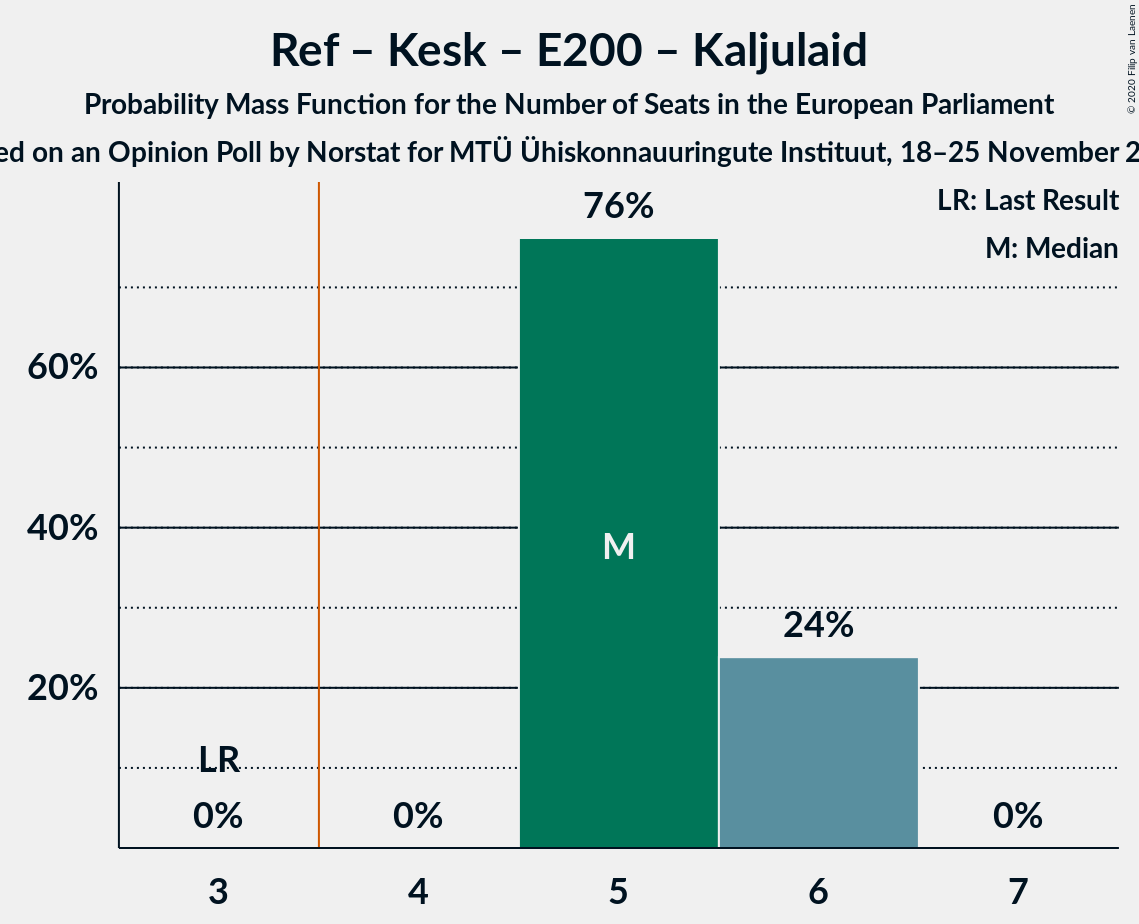 Ref – Kesk – E200 – Kaljulaid
Probability Mass Function for the Number of Seats in the European Parliament
on an Opinion Poll by Norstat for MTÜ Ühiskonnauuringute Instituut, 18–25 November
© 2020 Filip van Laenen
LR: Last Result
M: Median
76%
60%
40%
M
24%
20%
LR
0%
0%
0%
3
4
5
6
7